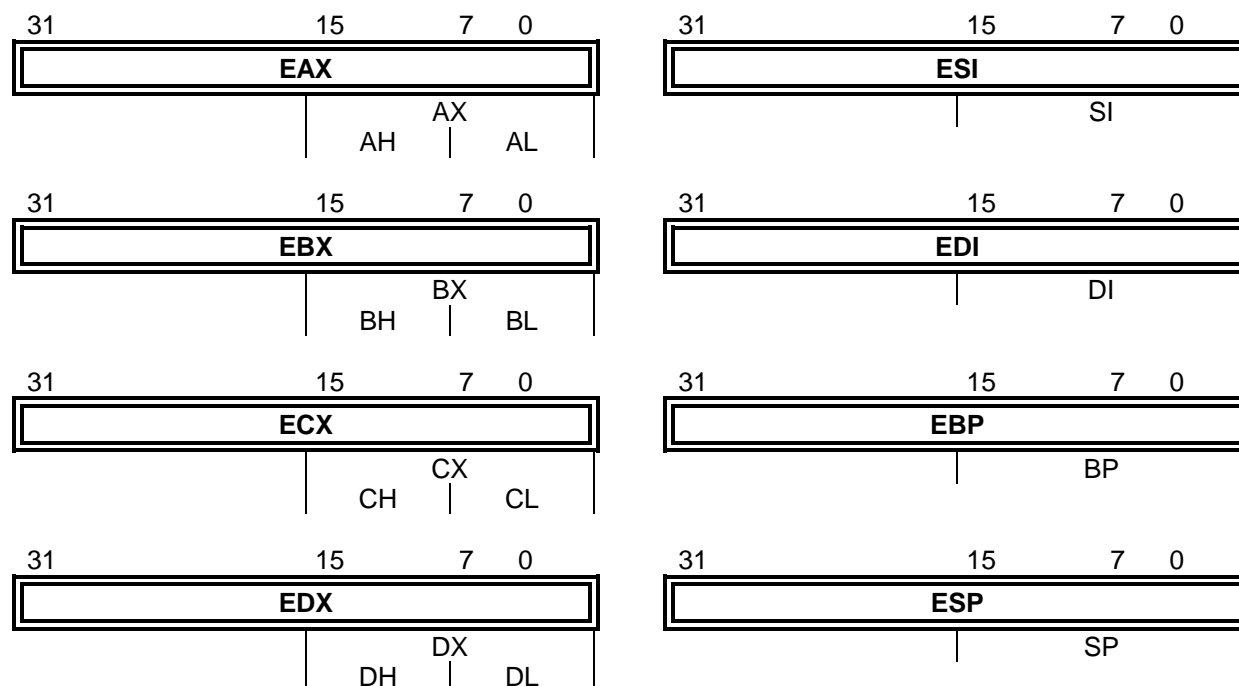 31 15 7 0
EAX
AX
AH AL
31 15 7 0
EBX
BX
BH BL
31 15 7 0
ECX
CX
CH CL
31 15 7 0
EDX
DX
DH DL
31 15 7 0
ESI
SI
31 15 7 0
EDI
DI
31 15 7 0
EBP
BP
31 15 7 0
ESP
SP